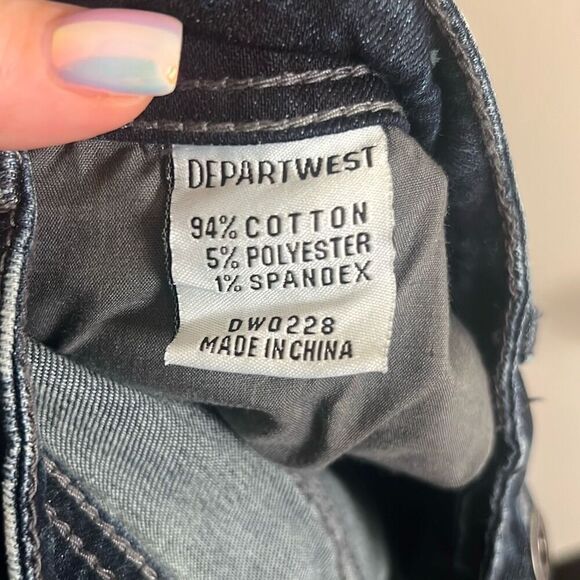 DEPARTWEST
94% COTTON
5% POLYESTER
1% SPANDEX
DW0228
MADE IN CHINA